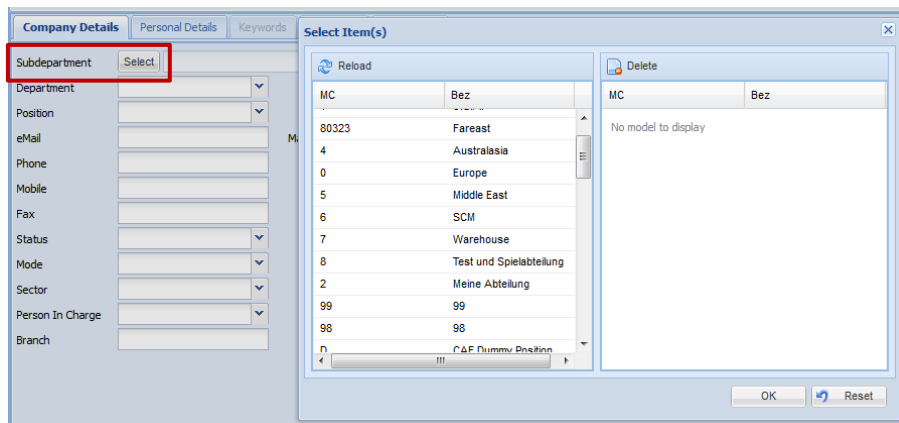 Company Details Personal Details Keywords
Select Item(s)
Subdepartment Select
Department
Position
eMail
Phone
Mobile
Fax
Status
Mode
Sector
Person In Charge
Branch
Reload
MC Bez
80323 Fareast
4 Australasia
0 Europe
5 Middle East
6 SCM
7 Warehouse
8 Test und Spielabteilung
2 Meine Abteilung
99 99
98 98
D CAF Dummy Position
Delete
MC Bez
No model to display
OK Reset